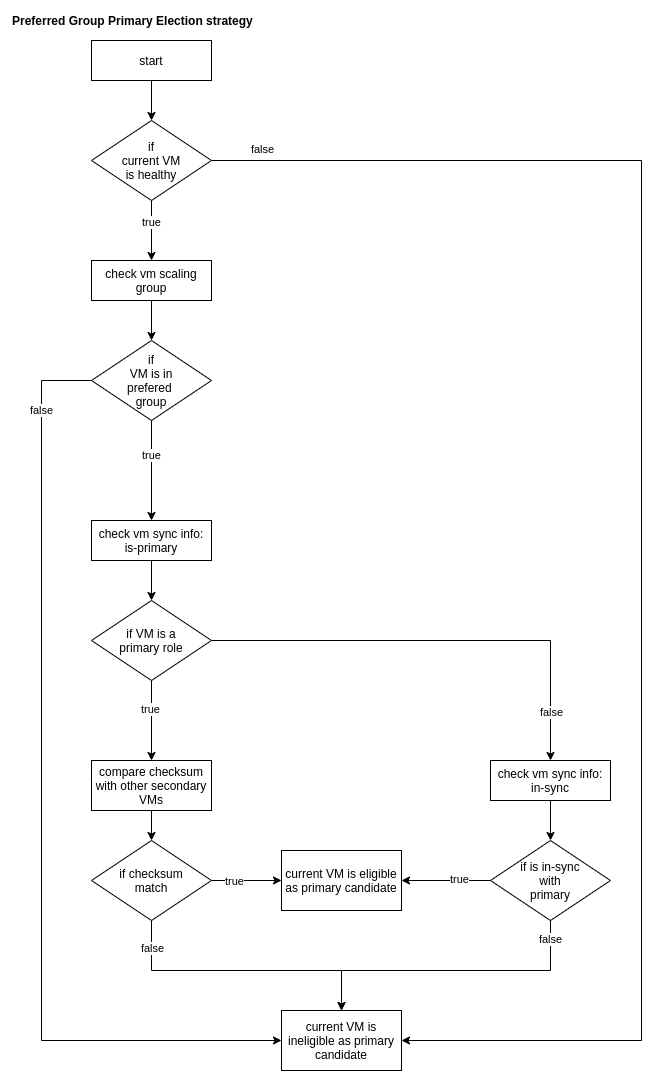 Preferred Group Primary Election strategy
start
if
current VM
is healthy
false
true
check vm scaling
group
if
VM is in
prefered
group
false
true
check vm sync info:
is-primary
if VM is a
primary role
true
false
compare checksum
with other secondary
VMs
check vm sync info:
in-sync
if checksum
match
true
current VM is eligible
as primary candidate
true
if is in-sync
with
primary
false
false
current VM is
ineligible as primary
candidate